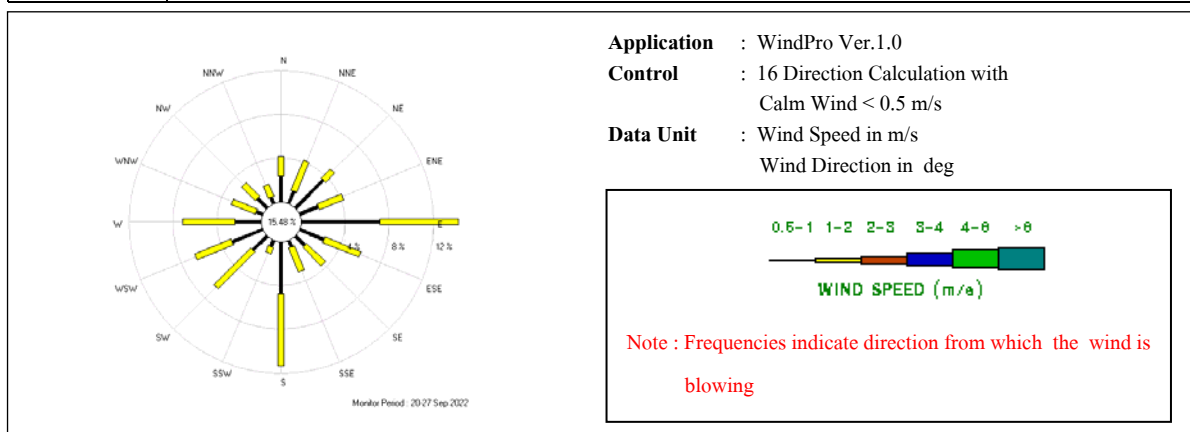 N
NNW NNE
NW NE
WNW ENE
W 15.48 % E
4 % 8 % 12 %
WSW ESE
SW SE
SSW SSE
S
Monitor Period : 20-27 Sep 2022
Application : WindPro Ver.1.0
Control : 16 Direction Calculation with
Calm Wind < 0.5 m/s
Data Unit : Wind Speed in m/s
Wind Direction in deg
0.5-1 1-2 2-3 3-4 4-6 >6
WIND SPEED (m/s)
Note : Frequencies indicate direction from which the wind is
blowing